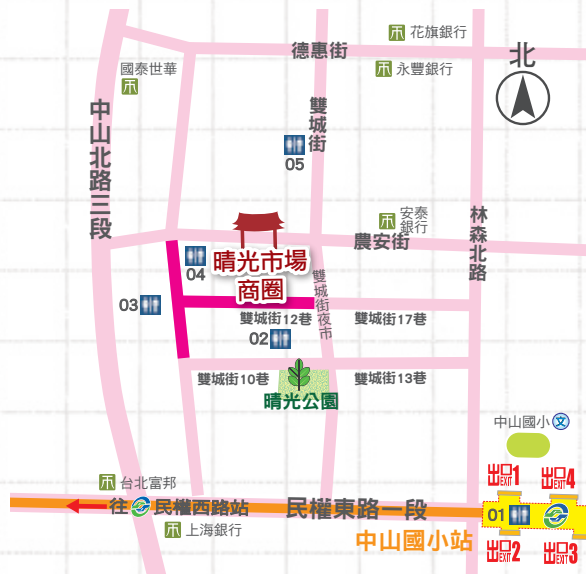 花旗銀行
德惠街
北
國泰世華
永豐銀行
中山北路三段
雙城街
05
安泰
銀行
林森北路
農安街
晴光市場
商圈
04
03
雙城街夜市
雙城街12巷
雙城街17巷
02
雙城街10巷
雙城街13巷
晴光公園
中山國小
文
出口1
EXIT
出口4
EXIT
台北富邦
往
民權西路站
民權東路一段
01
上海銀行
中山國小站
出口2
EXIT
出口3
EXIT